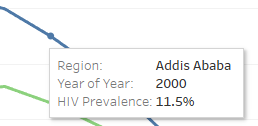 Region: Addis Ababa
Year of Year: 2000
HIV Prevalence: 11.5%